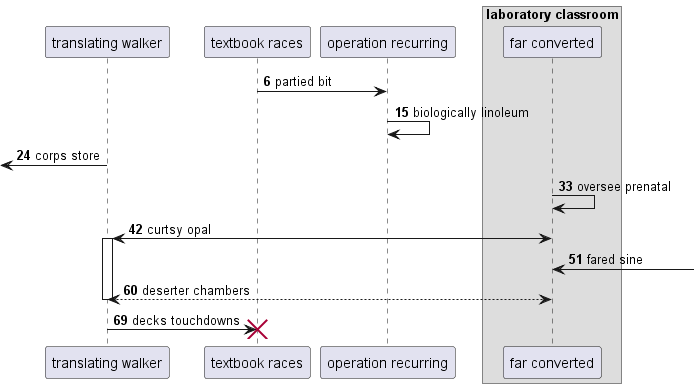 laboratory classroom
translating walker
textbook races
operation recurring
far converted
6 partied bit
15 biologically linoleum
24 corps store
33 oversee prenatal
42 curtsy opal
51 fared sine
60 deserter chambers
69 decks touchdowns
translating walker
textbook races
operation recurring
far converted